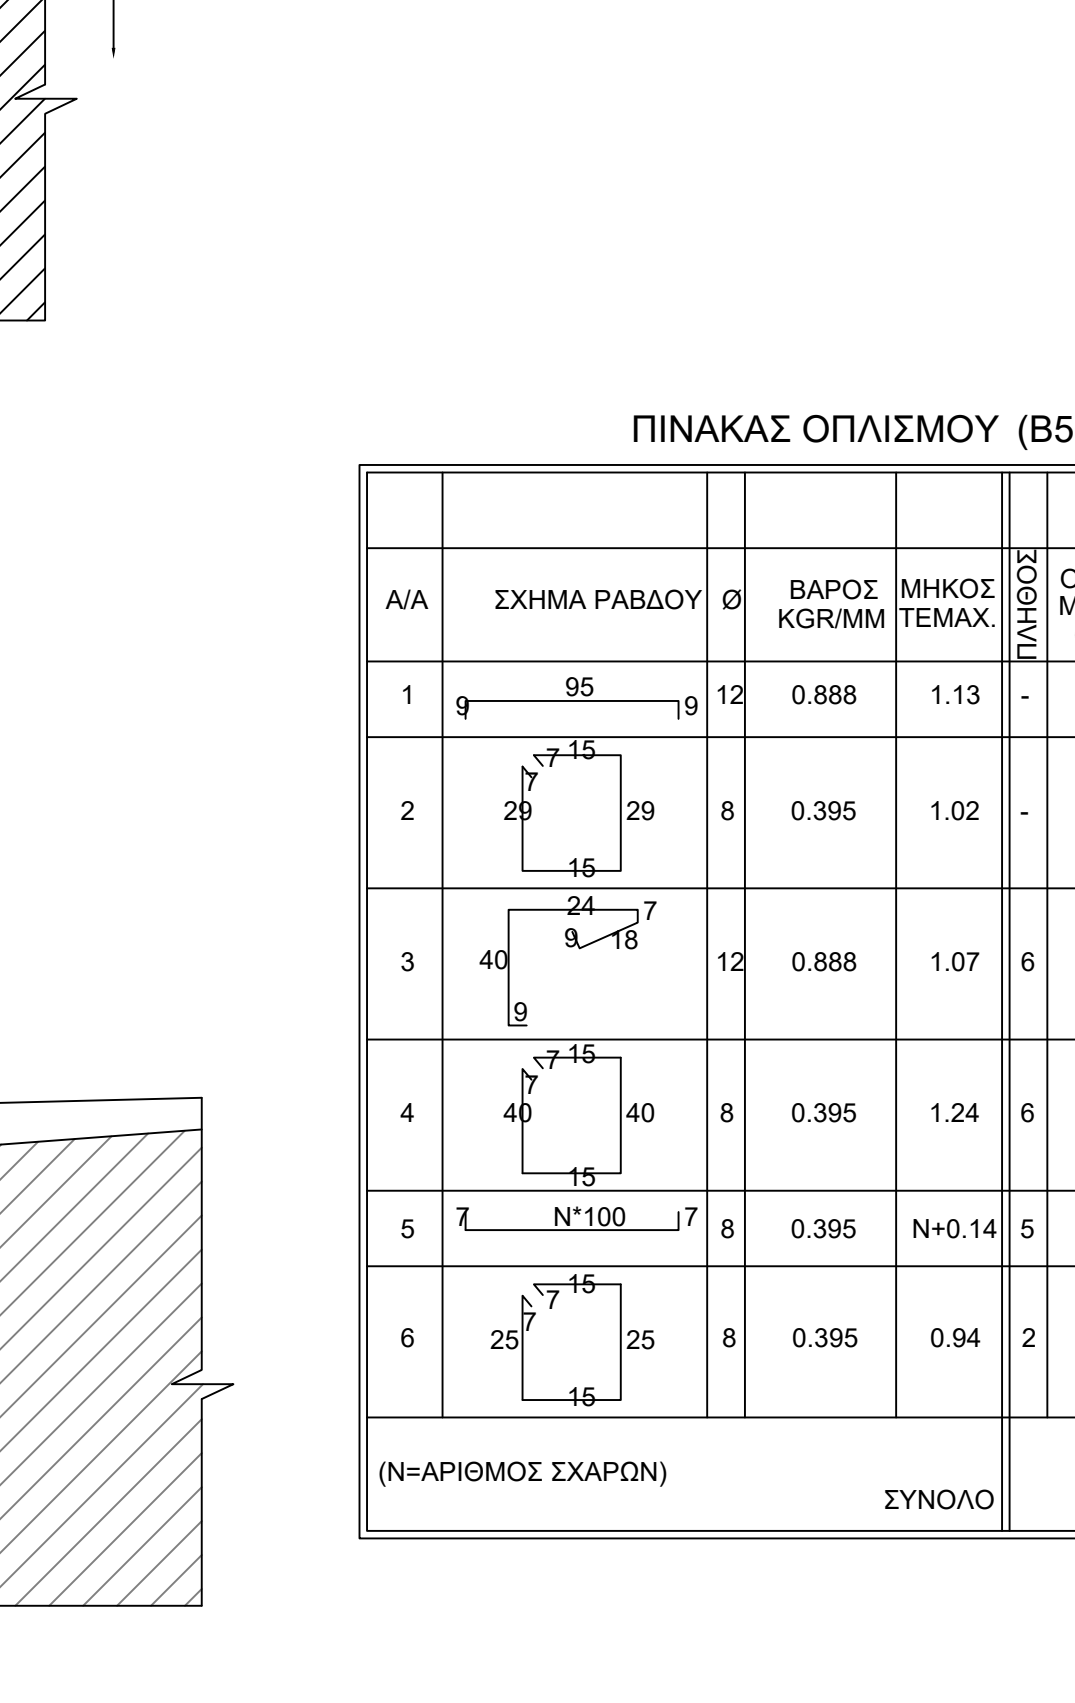 ΠΙΝΑΚΑΣ ΟΠΛΙΣΜΟΥ (B5
Α/Α ΣΧΗΜΑ ΡΑΒΔΟΥ Ø ΒΑΡΟΣ KGR/MM ΜΗΚΟΣ ΤΕΜΑΧ. ΠΛΗΘΟΣ
1 9 95 9 12 0.888 1.13 -
2 7 7 15 29 29 15 8 0.395 1.02 -
3 24 7 9 18 40 9 12 0.888 1.07 6
4 7 7 15 40 40 15 8 0.395 1.24 6
5 7 N*100 7 8 0.395 N+0.14 5
6 7 7 15 25 25 15 8 0.395 0.94 2
(Ν=ΑΡΙΘΜΟΣ ΣΧΑΡΩΝ)
ΣΥΝΟΛΟ